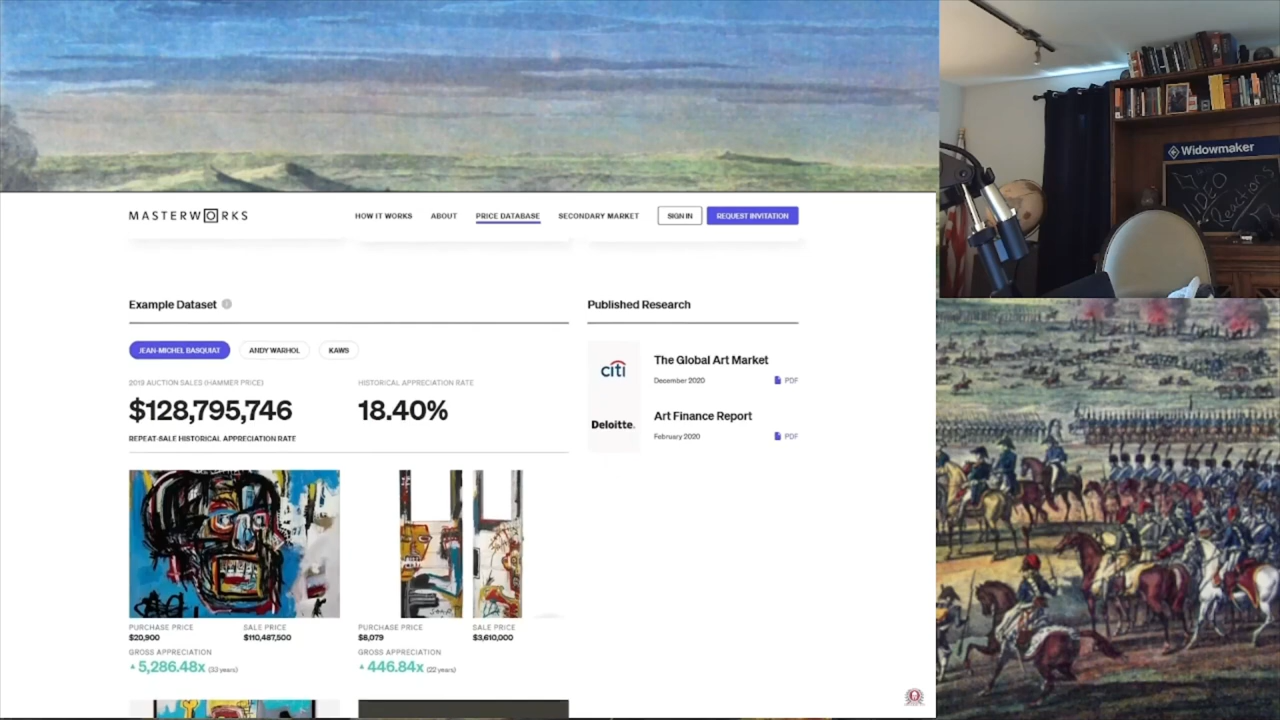 MASTERWORKS
HOW IT WORKS
ABOUT
PRICE DATABASE
SECONDARY MARKET
SIGN IN
REQUEST INVITATION
Example Dataset
Published Research
JEAN-MICHEL BASQUIAT
ANDY WARHOL
KAWS
2019 AUCTION SALES (HAMMER PRICE)
HISTORICAL APPRECIATION RATE
$128,795,746
18.40%
REPEAT-SALE HISTORICAL APPRECIATION RATE
citi
The Global Art Market
December 2020
PDF
Deloitte.
Art Finance Report
February 2020
PDF
PURCHASE PRICE
SALE PRICE
$20,900
$110,487,500
GROSS APPRECIATION
5,286.48x (33 years)
PURCHASE PRICE
SALE PRICE
$8,079
$3,610,000
GROSS APPRECIATION
446.84x (22 years)
Widowmaker
VIDEO
Reactions